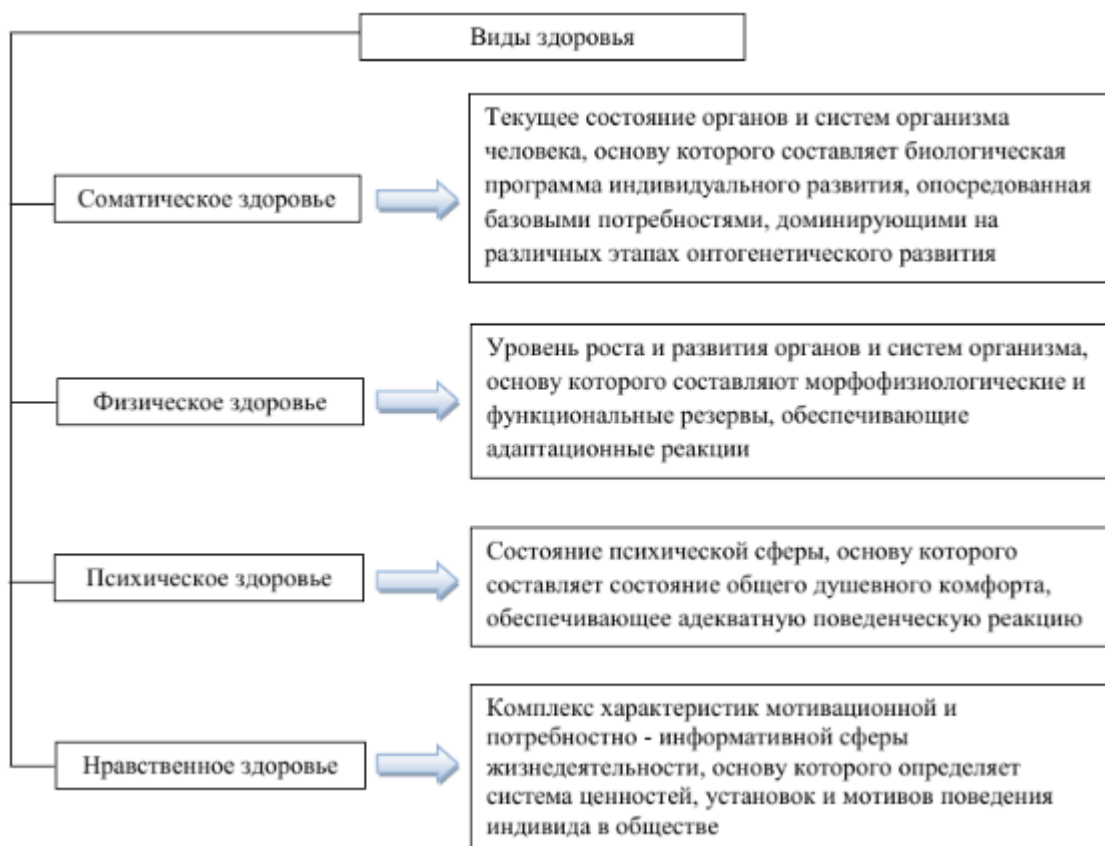 Виды здоровья
Соматическое здоровье
Текущее состояние органов и систем организма
человека, основу которого составляет биологическая
программа индивидуального развития, опосредованная
базовыми потребностями, доминирующими на
различных этапах онтогенетического развития
Физическое здоровье
Уровень роста и развития органов и систем организма,
основу которого составляют морфофизиологические и
функциональные резервы, обеспечивающие
адаптационные реакции
Психическое здоровье
Состояние психической сферы, основу которого
составляет состояние общего душевного комфорта,
обеспечивающее адекватную поведенческую реакцию
Нравственное здоровье
Комплекс характеристик мотивационной и
потребностно - информативной сферы
жизнедеятельности, основу которого определяет
система ценностей, установок и мотивов поведения
индивида в обществе